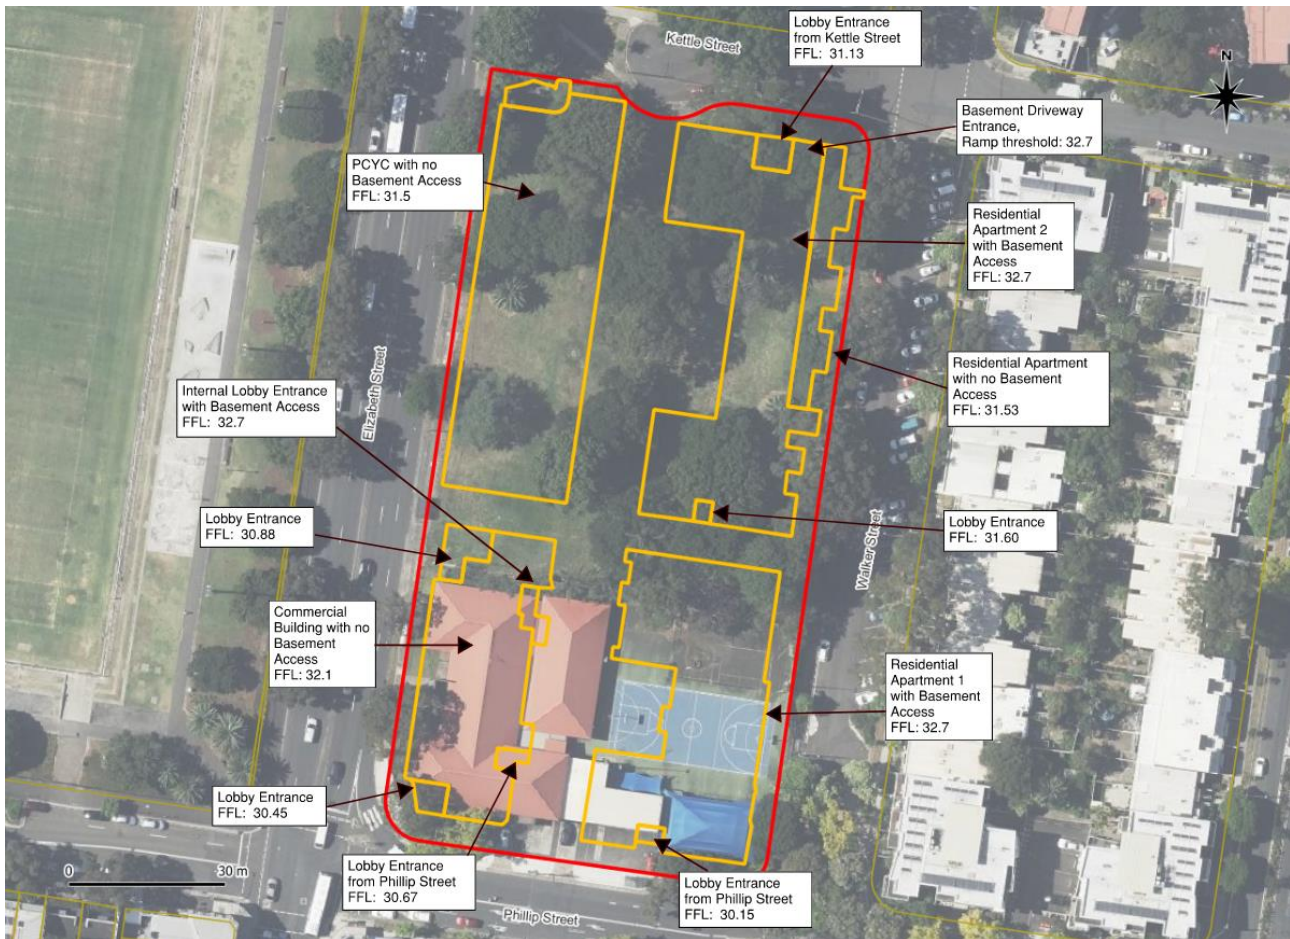 Lobby Entrance
from Kettle Street
FFL: 31.13
Kettle Street
N
Basement Driveway
Entrance,
Ramp threshold: 32.7
PCYC with no
Basement Access
FFL: 31.5
Residential
Apartment 2
with Basement
Access
FFL: 32.7
Internal Lobby Entrance
with Basement Access
FFL: 32.7
Elizabeth Street
Residential Apartment
with no Basement
Access
FFL: 31.53
Lobby Entrance
FFL: 30.88
Lobby Entrance
FFL: 31.60
Walker Street
Commercial
Building with no
Basement
Access
FFL: 32.1
Residential
Apartment 1
with Basement
Access
FFL: 32.7
Lobby Entrance
FFL: 30.45
0 30 m
Lobby Entrance
from Phillip Street
FFL: 30.67
Lobby Entrance
from Phillip Street
FFL: 30.15
Phillip Street